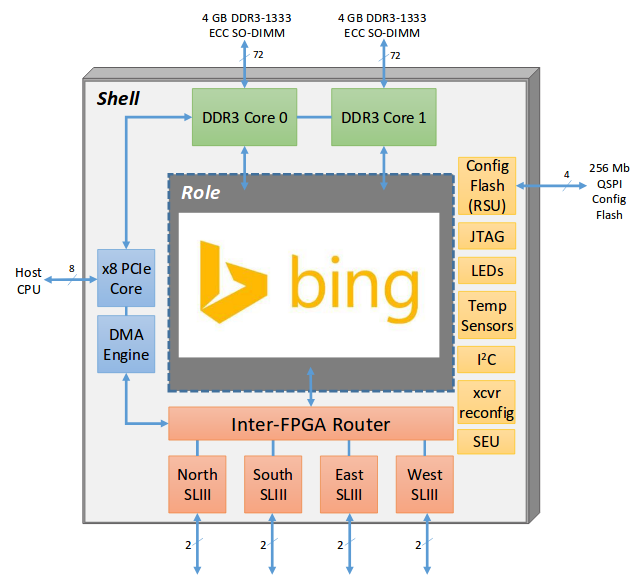 4 GB DDR3-1333
ECC SO-DIMM
4 GB DDR3-1333
ECC SO-DIMM
72
72
Shell
DDR3 Core 0
DDR3 Core 1
Config
Flash
(RSU)
4
256 Mb
QSPI
Config
Flash
Role
JTAG
bing
LEDs
Host
CPU
8
x8 PCIe
Core
Temp
Sensors
DMA
Engine
I²C
xcvr
reconfig
Inter-FPGA Router
SEU
North
SLIII
South
SLIII
East
SLIII
West
SLIII
2
2
2
2